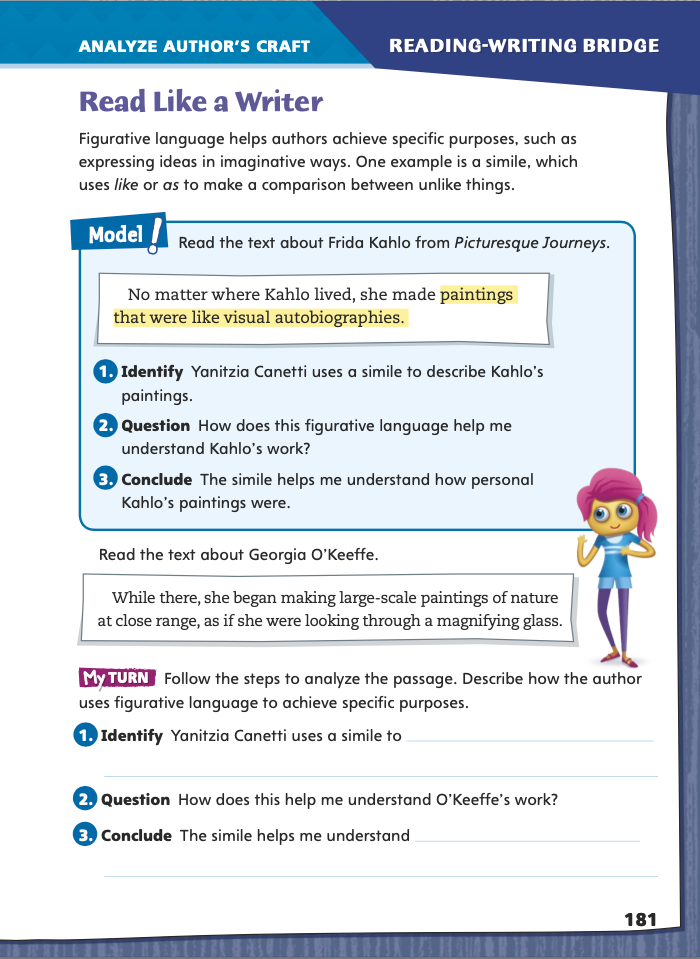 ANALYZE AUTHOR'S CRAFT
READING-WRITING BRIDGE
Read Like a Writer
Figurative language helps authors achieve specific purposes, such as
expressing ideas in imaginative ways. One example is a simile, which
uses like or as to make a comparison between unlike things.
Model!
Read the text about Frida Kahlo from Picturesque Journeys.
No matter where Kahlo lived, she made paintings
that were like visual autobiographies.
1. Identify Yanitzia Canetti uses a simile to describe Kahlo's
paintings.
2. Question How does this figurative language help me
understand Kahlo's work?
3. Conclude The simile helps me understand how personal
Kahlo's paintings were.
Read the text about Georgia O'Keeffe.
While there, she began making large-scale paintings of nature
at close range, as if she were looking through a magnifying glass.
My TURN Follow the steps to analyze the passage. Describe how the author
uses figurative language to achieve specific purposes.
1. Identify Yanitzia Canetti uses a simile to
2. Question How does this help me understand O'Keeffe's work?
3. Conclude The simile helps me understand
181